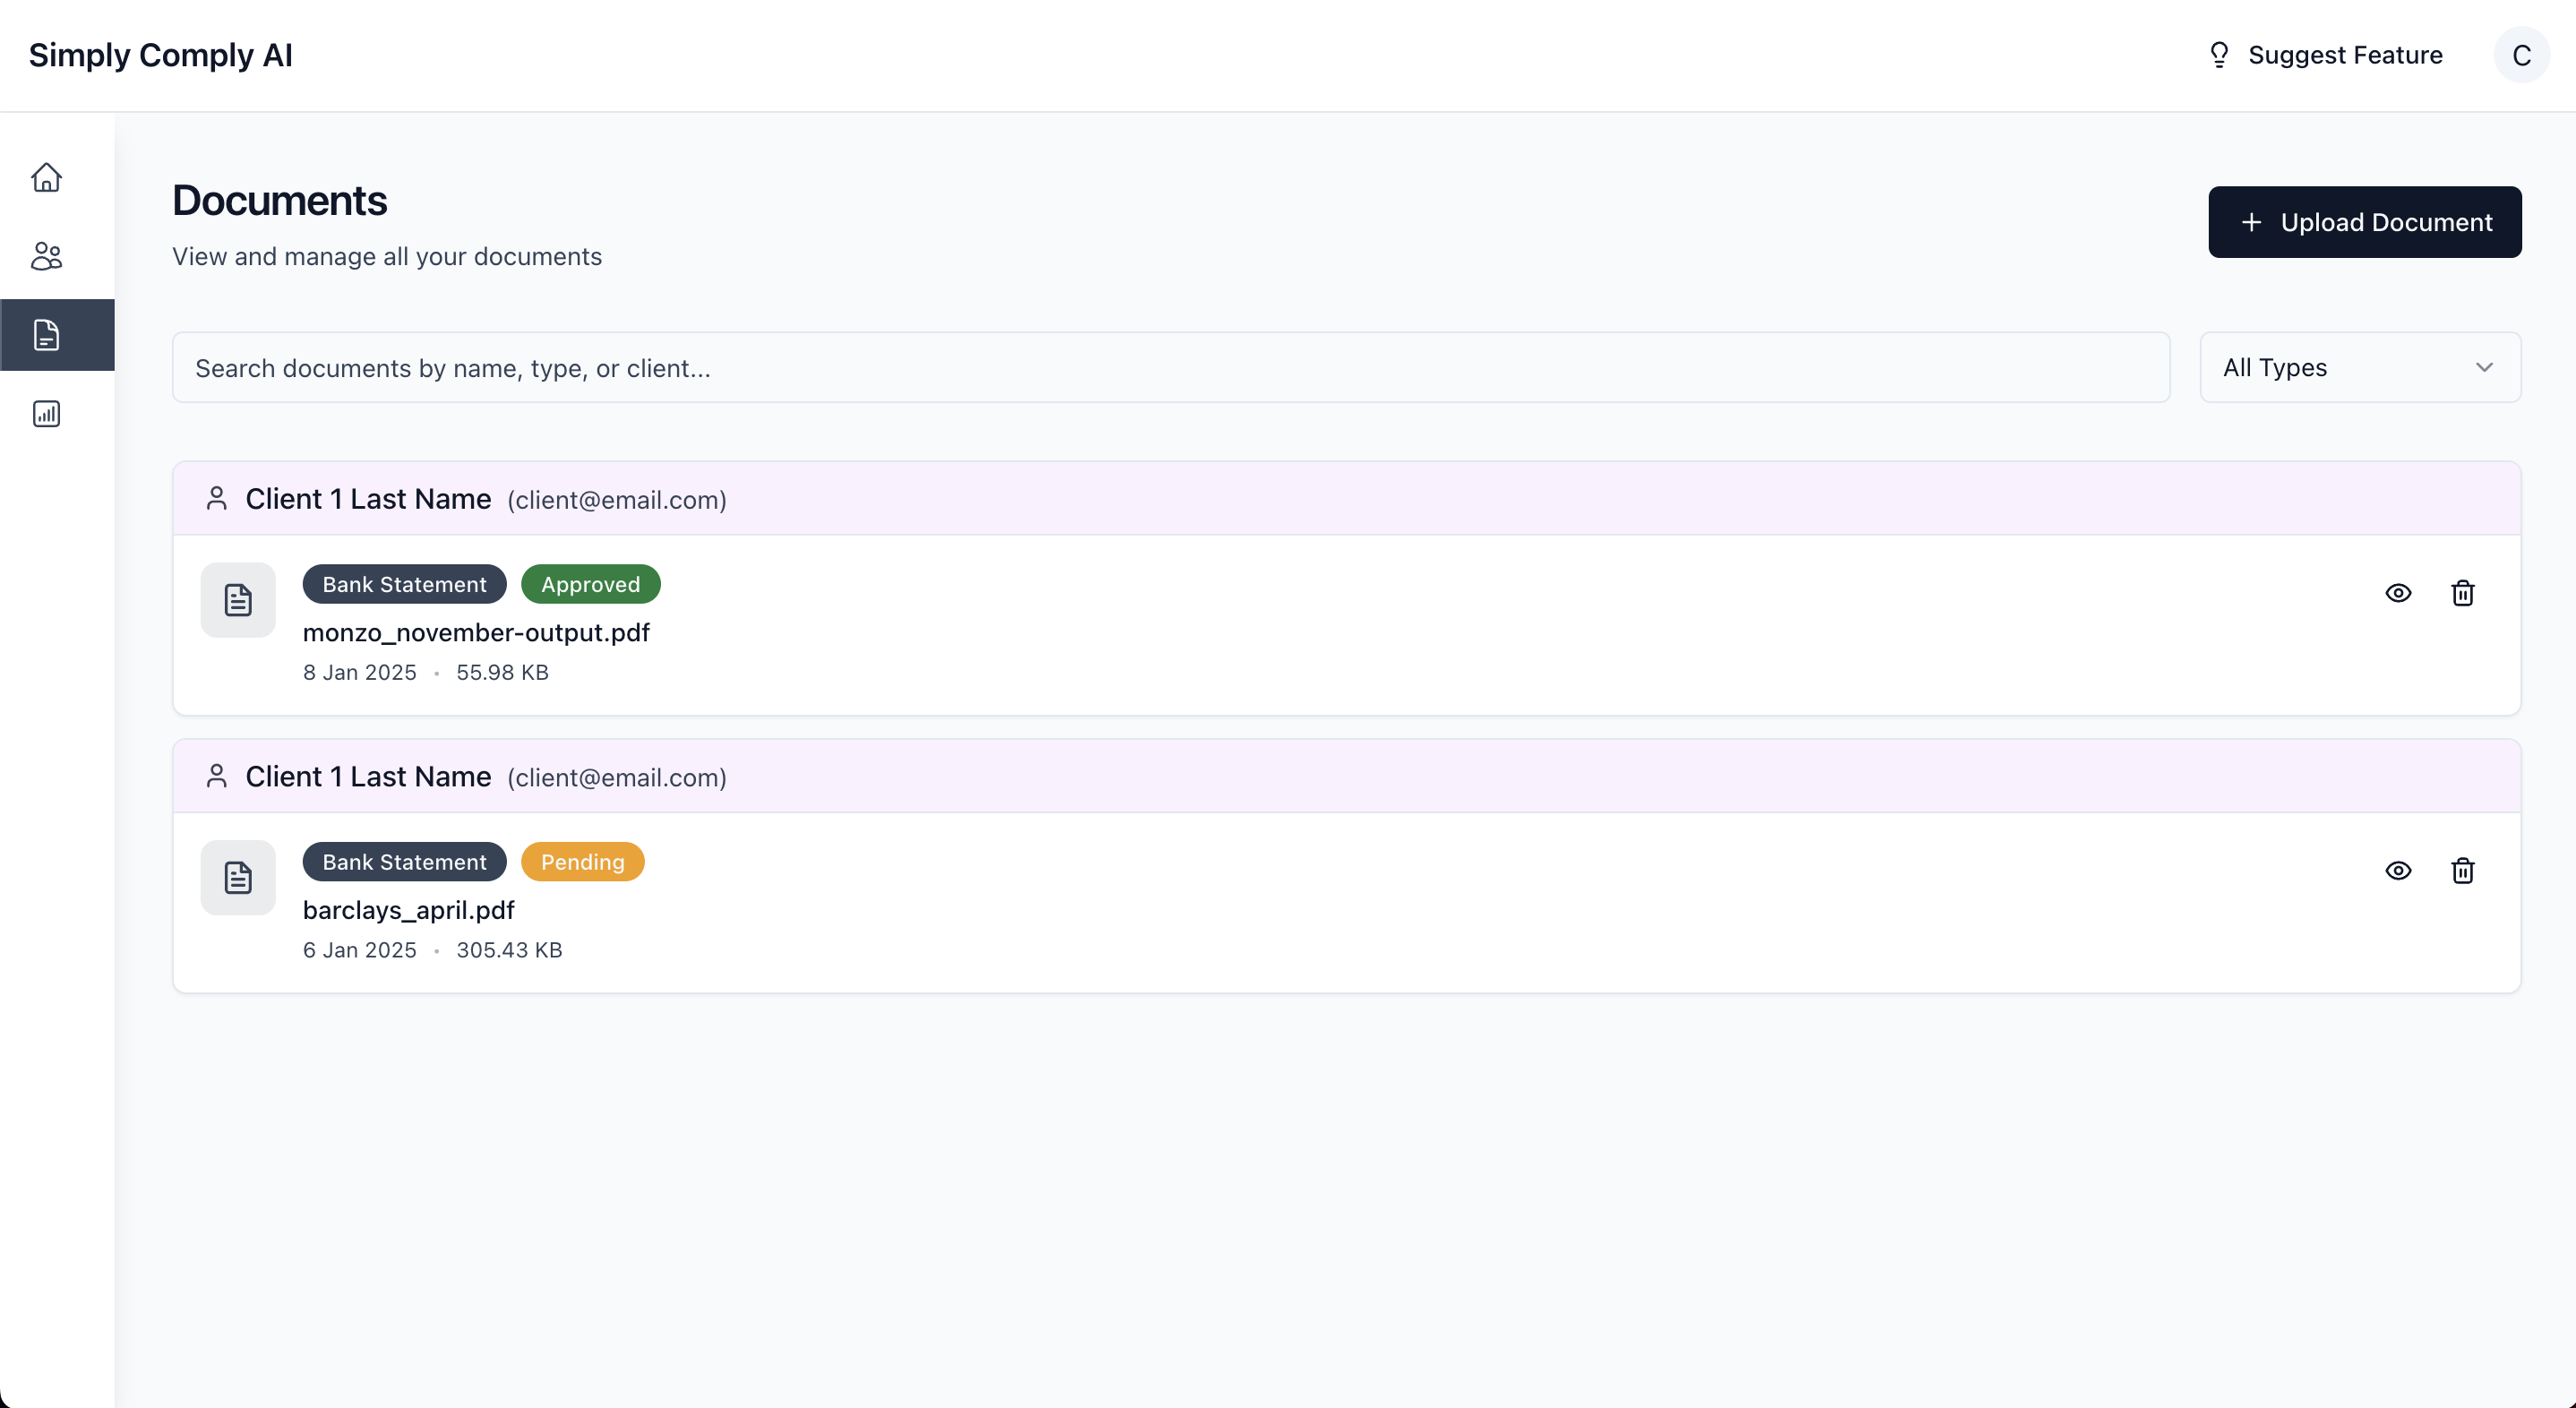 Simply Comply AI
Suggest Feature
C
Documents
View and manage all your documents
+ Upload Document
Search documents by name, type, or client...
All Types
Client 1 Last Name (client@email.com)
Bank Statement Approved
monzo_november-output.pdf
8 Jan 2025 • 55.98 KB
Client 1 Last Name (client@email.com)
Bank Statement Pending
barclays_april.pdf
6 Jan 2025 • 305.43 KB